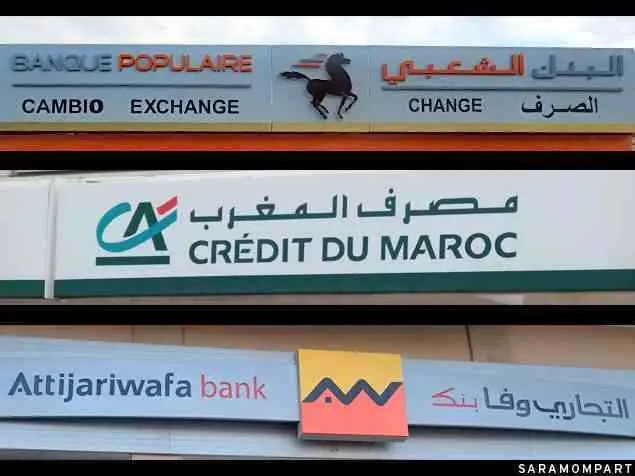 BANQUE POPULAIRE
البنك الشعبي
CAMBIO EXCHANGE
CHANGE الصرف
CA
مصرف المغرب
CRÉDIT DU MAROC
Attijariwafa bank
التجاري وفا بنك
SARAMOMPART